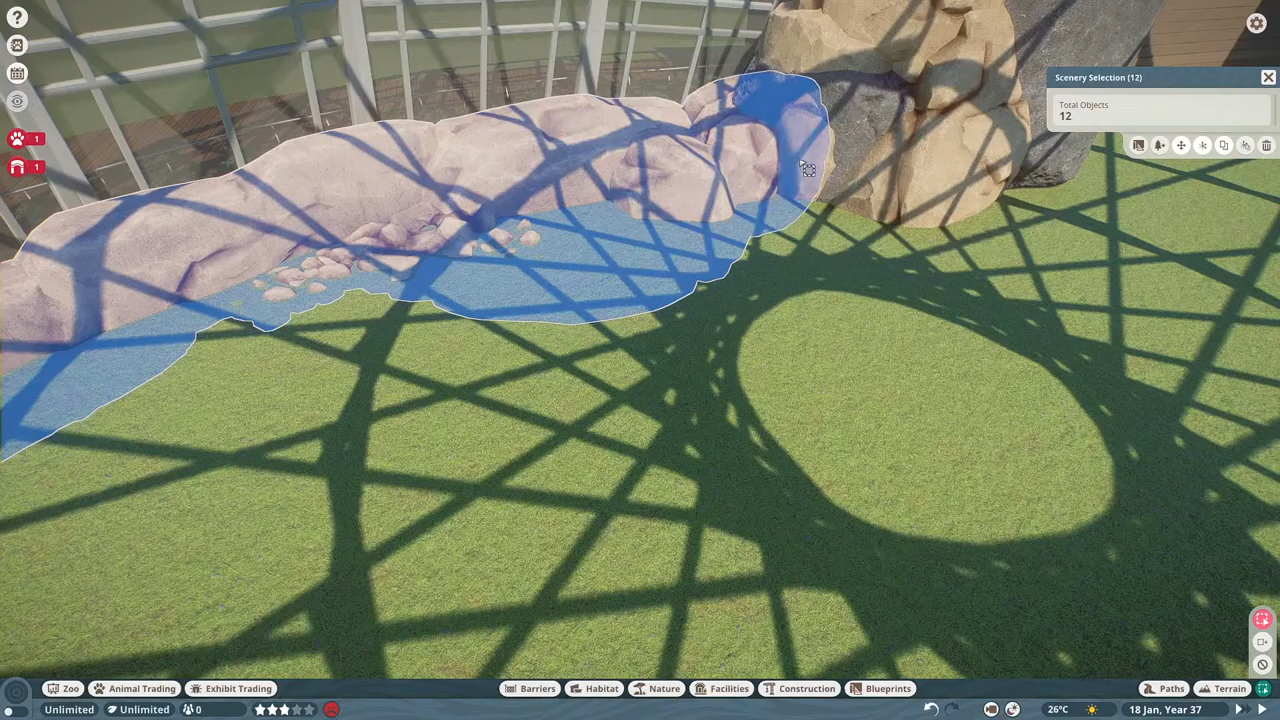 ?
Scenery Selection (12)
Total Objects
12
1
1
Zoo
Animal Trading
Exhibit Trading
Barriers
Habitat
Nature
Facilities
Construction
Blueprints
Paths
Terrain
Unlimited
Unlimited
0
26°C
18 Jan, Year 37